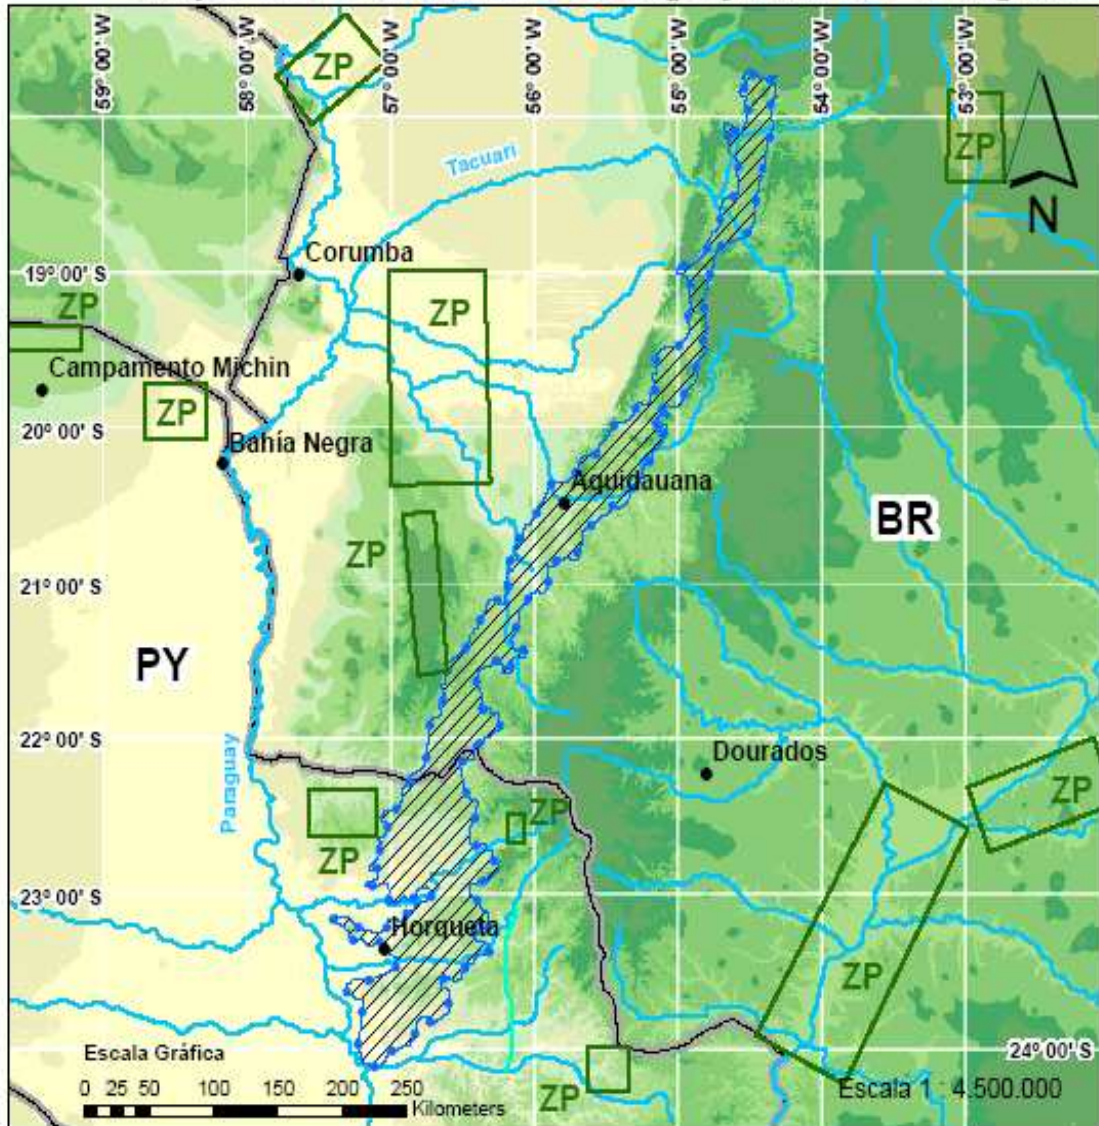 59° 00' W
58° 00' W
57° 00' W
56° 00' W
55° 00' W
54° 00' W
53° 00' W
ZP
ZP
N
Tacuarí
Corumba
19° 00' S
ZP
ZP
Campamento Michin
ZP
20° 00' S
Bahía Negra
Aquidauana
BR
ZP
21° 00' S
PY
22° 00' S
Dourados
Paraguay
ZP
ZP
ZP
23° 00' S
Horqueta
ZP
24° 00' S
Escala Gráfica
ZP
Escala 1 : 4.500.000
0 25 50 100 150 200 250
Kilometers